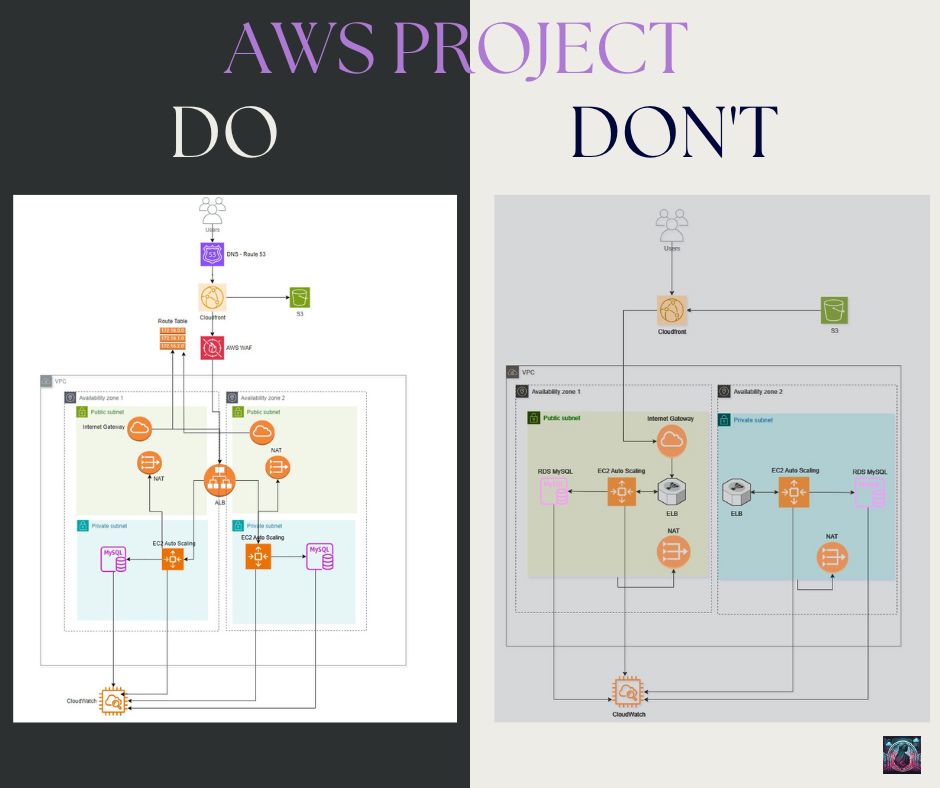 AWS PROJECT
DO
DON'T
Users
DNS - Route 53
Cloudfront
S3
Route Table
172.16.0.0
172.16.1.0
172.16.2.0
AWS WAF
VPC
Availability zone 1
Availability zone 2
Public subnet
Public subnet
Internet Gateway
NAT
NAT
ALB
Private subnet
Private subnet
EC2 Auto Scaling
EC2 Auto Scaling
MySQL
MySQL
CloudWatch
Users
Cloudfront
S3
VPC
Availability zone 1
Availability zone 2
Public subnet
Private subnet
Internet Gateway
RDS MySQL
EC2 Auto Scaling
ELB
NAT
ELB
EC2 Auto Scaling
RDS MySQL
NAT
CloudWatch